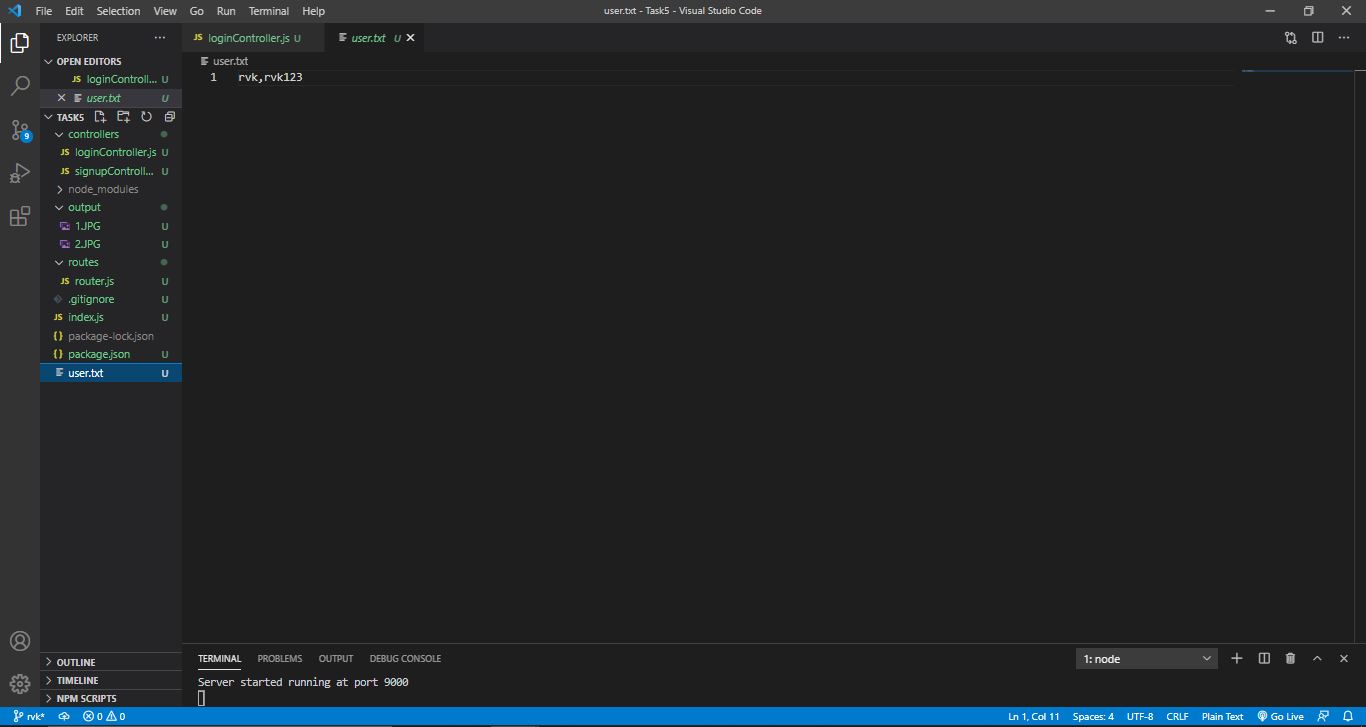 File Edit Selection View Go Run Terminal Help
user.txt - Task5 - Visual Studio Code
EXPLORER
JS loginController.js U
user.txt U
OPEN EDITORS
JS loginControll... U
user.txt U
TASK5
controllers
JS loginController.js U
JS signupControll... U
node_modules
output
1.JPG U
2.JPG U
routes
JS router.js U
.gitignore U
JS index.js U
{} package-lock.json
{} package.json U
user.txt U
9
OUTLINE
TIMELINE
NPM SCRIPTS
user.txt
1 rvk,rvk123
TERMINAL PROBLEMS OUTPUT DEBUG CONSOLE
1: node
Server started running at port 9000
rvk* 0 0
Ln 1, Col 11 Spaces: 4 UTF-8 CRLF Plain Text Go Live